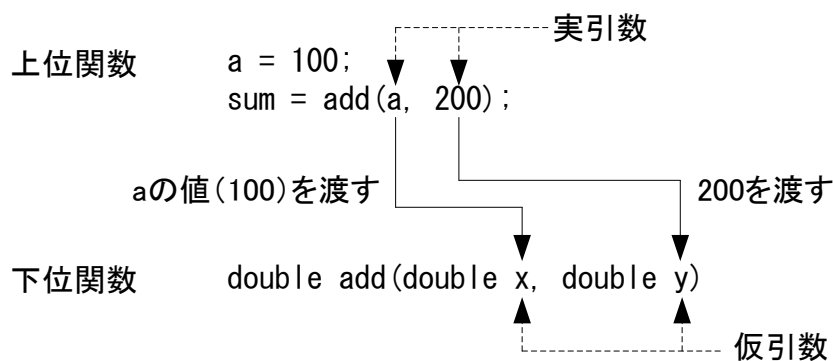 実引数
上位関数 a = 100;
sum = add(a, 200);
aの値(100)を渡す 200を渡す
下位関数 double add(double x, double y)
仮引数